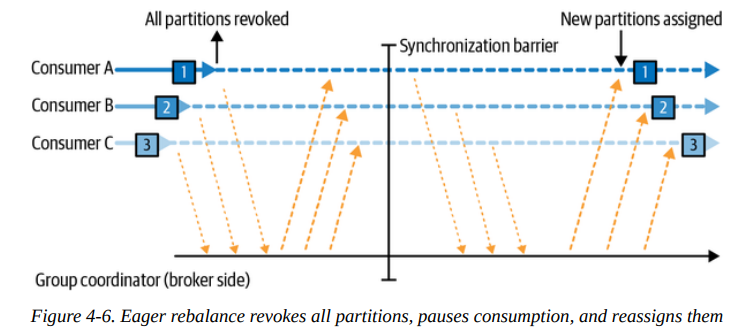 All partitions revoked
New partitions assigned
Synchronization barrier
Consumer A
1
1
Consumer B
2
2
Consumer C
3
3
Group coordinator (broker side)
Figure 4-6. Eager rebalance revokes all partitions, pauses consumption, and reassigns them